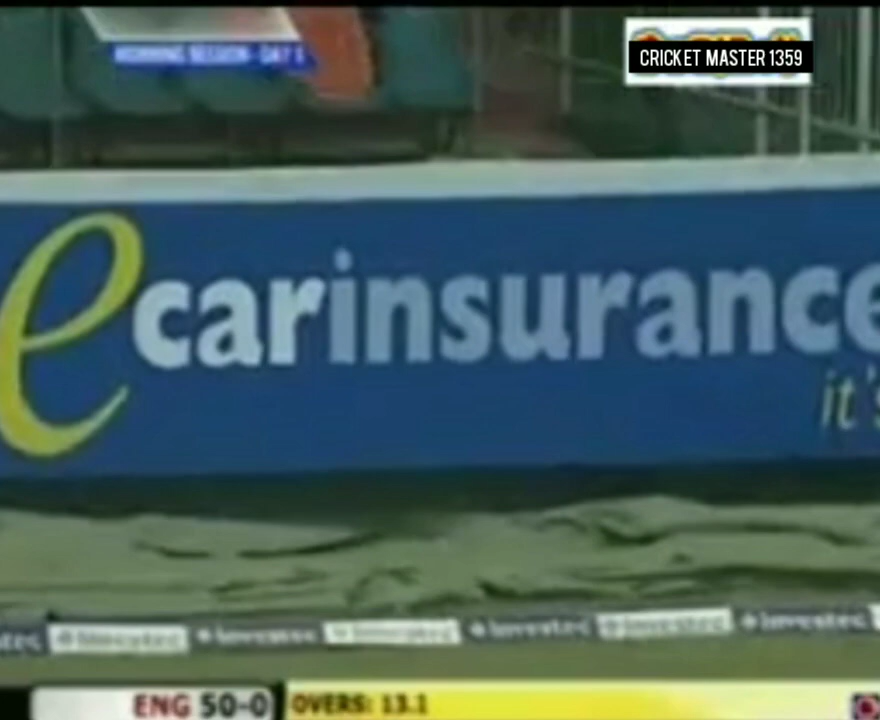 MORNING SESSION - DAY 1
CRICKET MASTER 1359
ecarinsurance
it's
investec investec investec investec investec investec
ENG 50-0 OVERS: 13.1